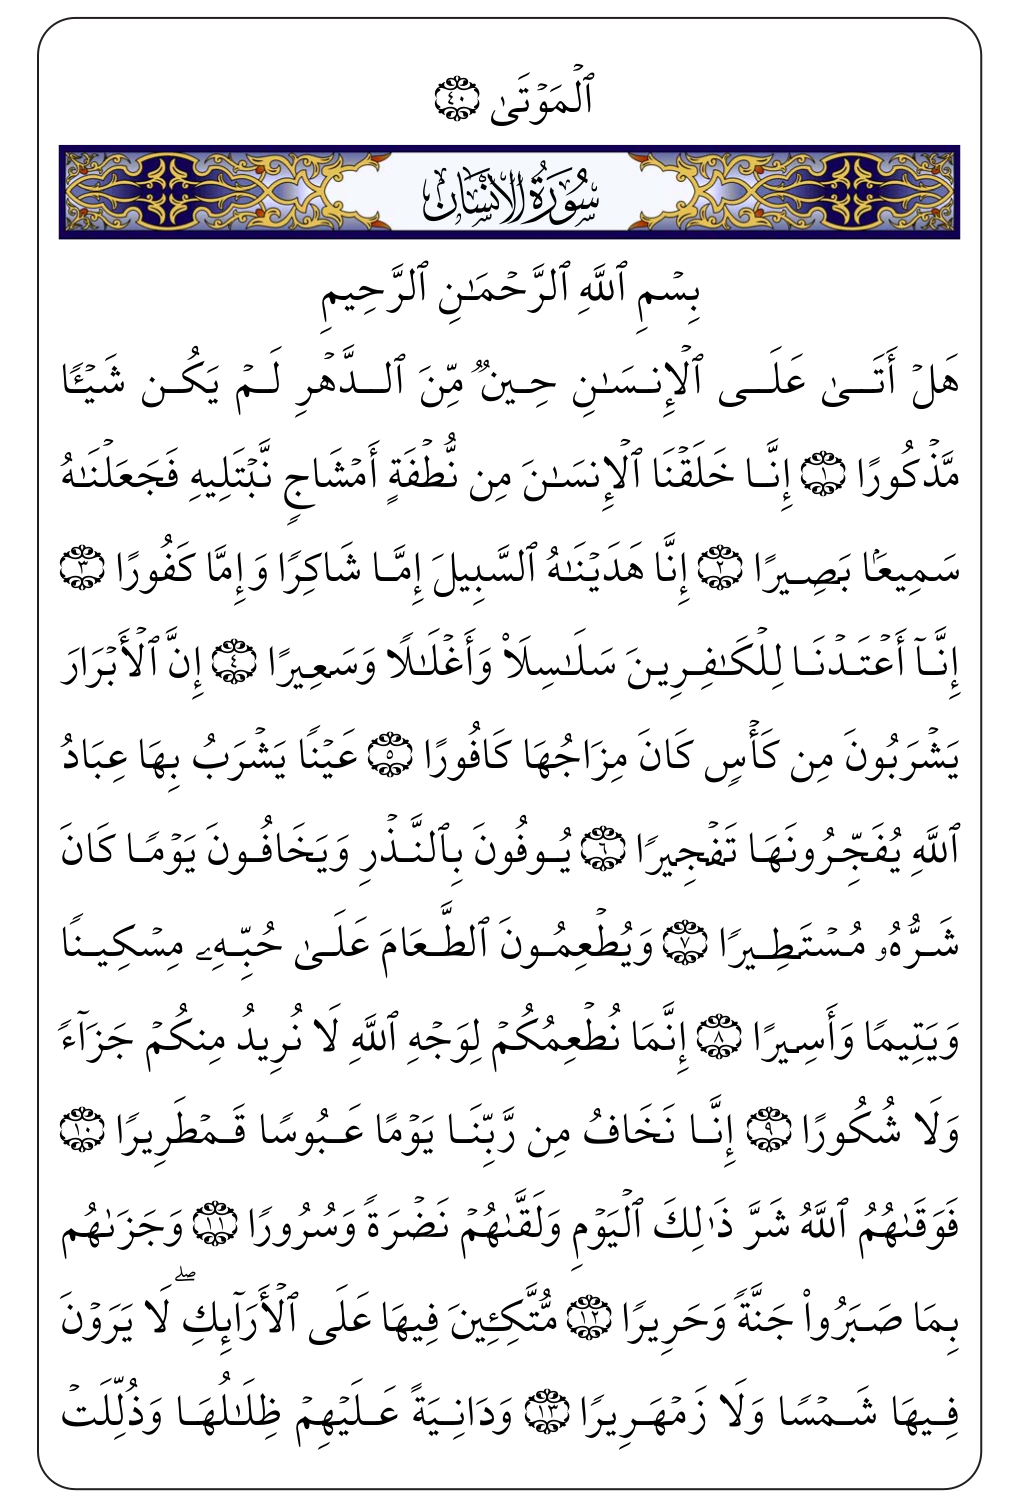 ٱلۡمَوۡتَىٰ ٤٠
سُورَةُ الإِنسَان
بِسۡمِ ٱللَّهِ ٱلرَّحۡمَٰنِ ٱلرَّحِيمِ
هَلۡ أَتَىٰ عَلَى ٱلۡإِنسَٰنِ حِينٞ مِّنَ ٱلدَّهۡرِ لَمۡ يَكُن شَيۡـٔٗا
مَّذۡكُورًا ١ إِنَّا خَلَقۡنَا ٱلۡإِنسَٰنَ مِن نُّطۡفَةٍ أَمۡشَاجٖ نَّبۡتَلِيهِ فَجَعَلۡنَٰهُ
سَمِيعَۢا بَصِيرًا ٢ إِنَّا هَدَيۡنَٰهُ ٱلسَّبِيلَ إِمَّا شَاكِرٗا وَإِمَّا كَفُورًا ٣
إِنَّآ أَعۡتَدۡنَا لِلۡكَٰفِرِينَ سَلَٰسِلَاْ وَأَغۡلَٰلٗا وَسَعِيرًا ٤ إِنَّ ٱلۡأَبۡرَارَ
يَشۡرَبُونَ مِن كَأۡسٖ كَانَ مِزَاجُهَا كَافُورًا ٥ عَيۡنٗا يَشۡرَبُ بِهَا عِبَادُ
ٱللَّهِ يُفَجِّرُونَهَا تَفۡجِيرٗا ٦ يُوفُونَ بِٱلنَّذۡرِ وَيَخَافُونَ يَوۡمٗا كَانَ
شَرُّهُۥ مُسۡتَطِيرٗا ٧ وَيُطۡعِمُونَ ٱلطَّعَامَ عَلَىٰ حُبِّهِۦ مِسۡكِينٗا
وَيَتِيمٗا وَأَسِيرًا ٨ إِنَّمَا نُطۡعِمُكُمۡ لِوَجۡهِ ٱللَّهِ لَا نُرِيدُ مِنكُمۡ جَزَآءٗ
وَلَا شُكُورًا ٩ إِنَّا نَخَافُ مِن رَّبِّنَا يَوۡمًا عَبُوسٗا قَمۡطَرِيرٗا ١٠
فَوَقَىٰهُمُ ٱللَّهُ شَرَّ ذَٰلِكَ ٱلۡيَوۡمِ وَلَقَّىٰهُمۡ نَضۡرَةٗ وَسُرُورٗا ١١ وَجَزَىٰهُم
بِمَا صَبَرُواْ جَنَّةٗ وَحَرِيرٗا ١٢ مُّتَّكِـِٔينَ فِيهَا عَلَى ٱلۡأَرَآئِكِۖ لَا يَرَوۡنَ
فِيهَا شَمۡسٗا وَلَا زَمۡهَرِيرٗا ١٣ وَدَانِيَةً عَلَيۡهِمۡ ظِلَٰلُهَا وَذُلِّلَتۡ